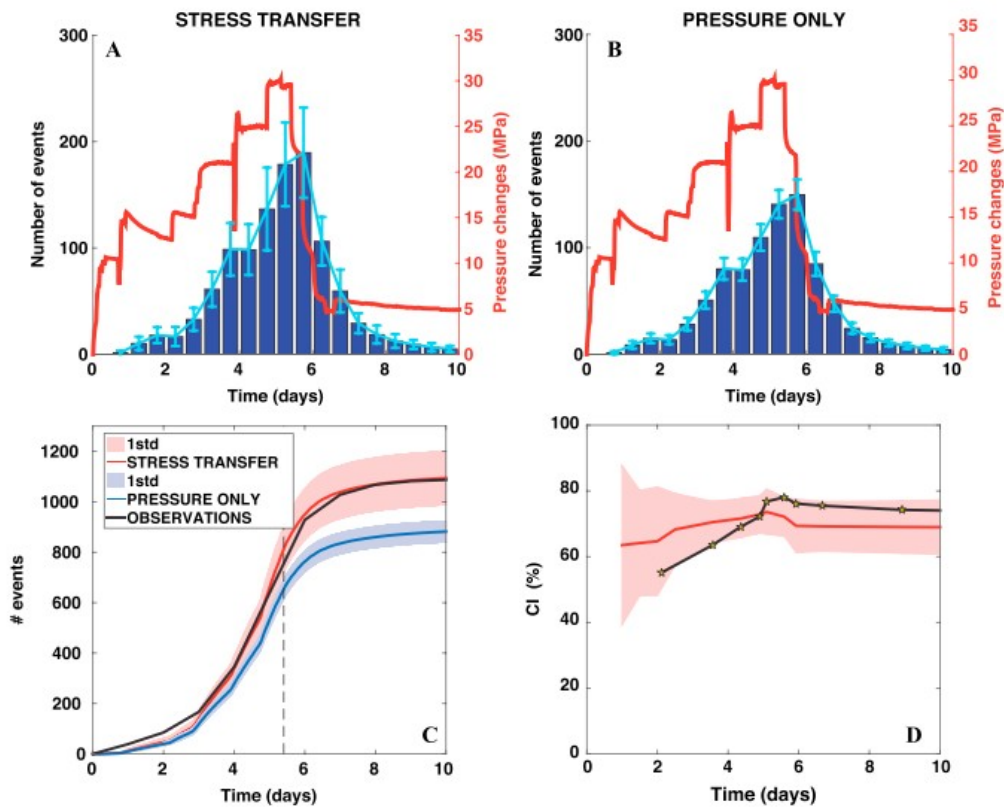 STRESS TRANSFER
A
300
200
100
0
Number of events
35
30
25
20
15
10
5
0
Pressure changes (MPa)
0 2 4 6 8 10
Time (days)
PRESSURE ONLY
B
300
200
100
0
Number of events
35
30
25
20
15
10
5
0
Pressure changes (MPa)
0 2 4 6 8 10
Time (days)
1std
STRESS TRANSFER
1std
PRESSURE ONLY
OBSERVATIONS
1200
1000
800
600
400
200
0
# events
C
0 2 4 6 8 10
Time (days)
100
80
60
40
20
0
CI (%)
D
0 2 4 6 8 10
Time (days)